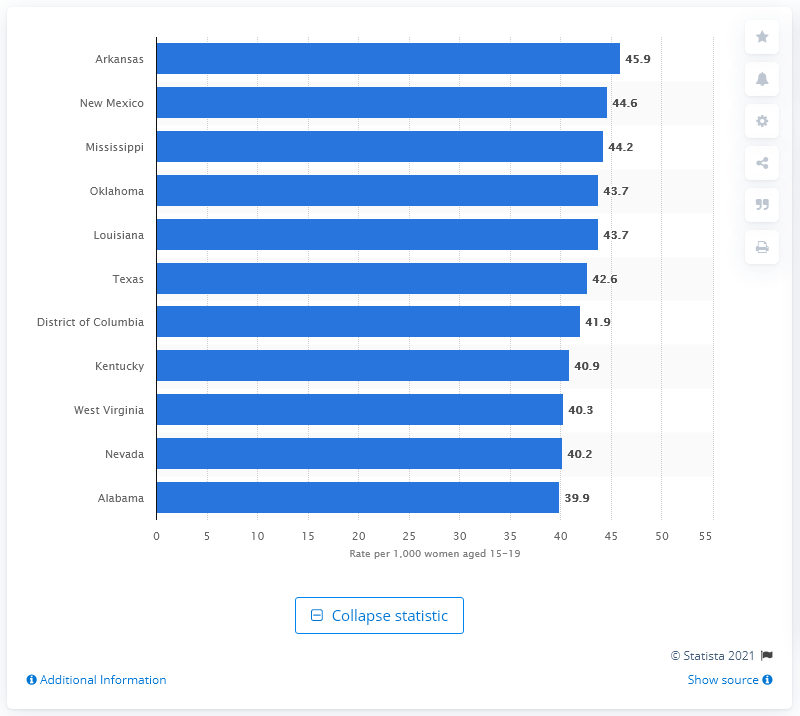 Arkansas 45.9
New Mexico 44.6
Mississippi 44.2
Oklahoma 43.7
Louisiana 43.7
Texas 42.6
District of Columbia 41.9
Kentucky 40.9
West Virginia 40.3
Nevada 40.2
Alabama 39.9
0 5 10 15 20 25 30 35 40 45 50 55
Rate per 1,000 women aged 15-19
Collapse statistic
© Statista 2021
Additional Information Show source